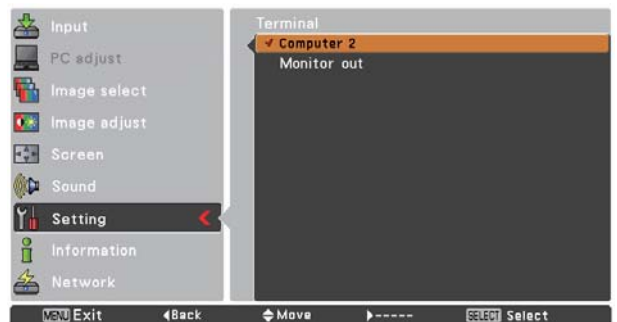 Input
PC adjust
Image select
Image adjust
Screen
Sound
Setting
Information
Network
Terminal
✓ Computer 2
Monitor out
MENU Exit ◀Back ◆Move ▶----- SELECT Select